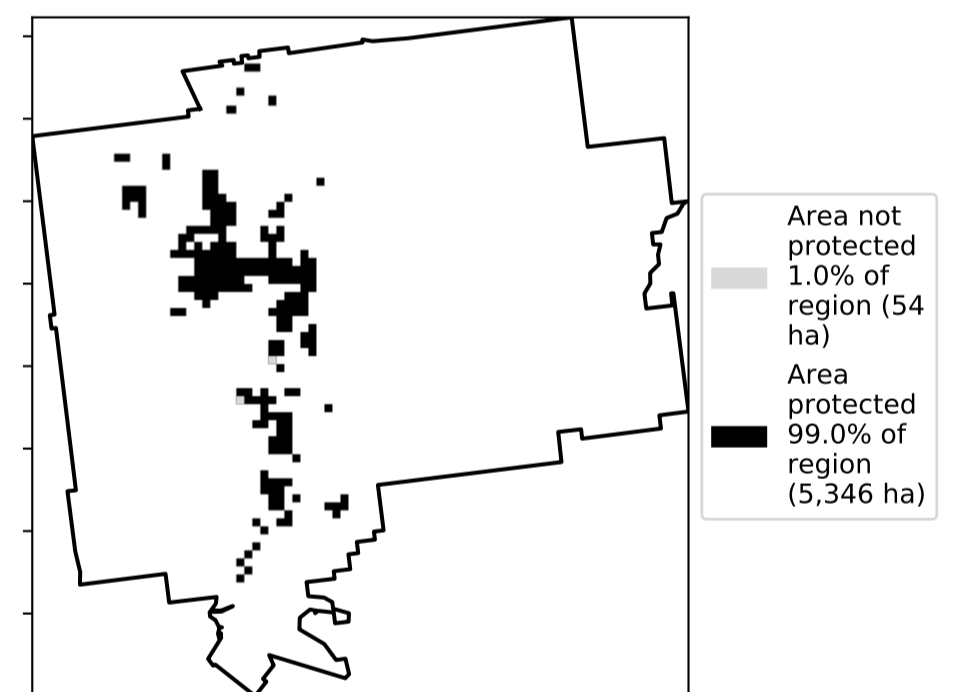 Area not
protected
1.0% of
region (54
ha)
Area
protected
99.0% of
region
(5,346 ha)